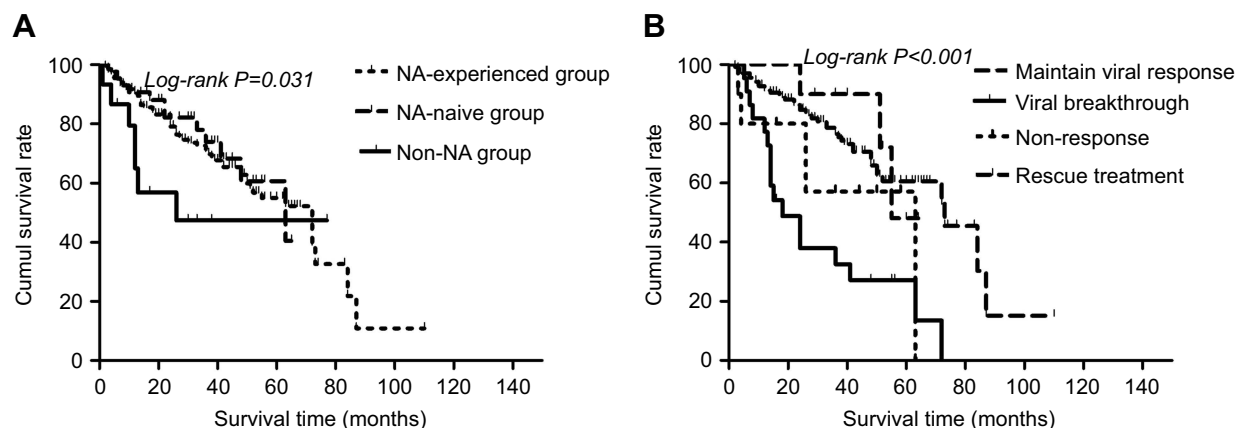 A
Log-rank P=0.031
NA-experienced group
NA-naive group
Non-NA group
Cumul survival rate
100
80
60
40
20
0
0 20 40 60 80 100 120 140
Survival time (months)
B
Log-rank P<0.001
Maintain viral response
Viral breakthrough
Non-response
Rescue treatment
Cumul survival rate
100
80
60
40
20
0
0 20 40 60 80 100 120 140
Survival time (months)